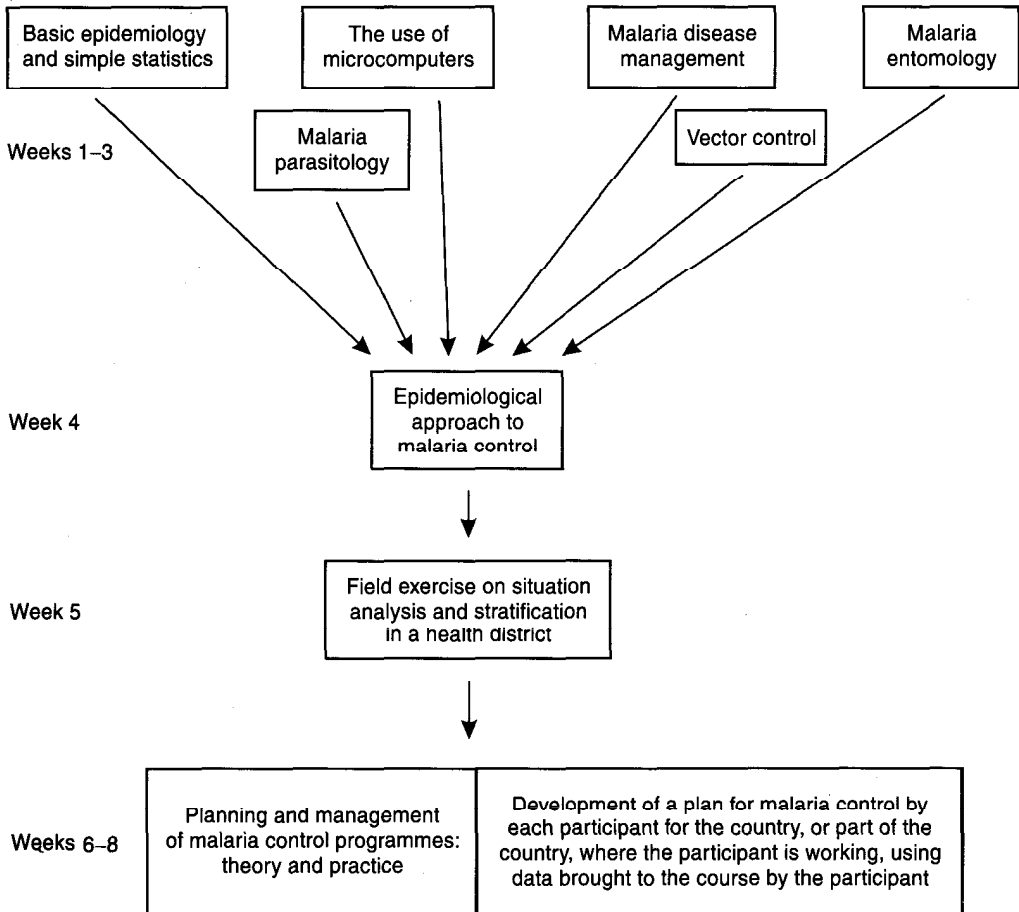 Basic epidemiology
and simple statistics
The use of
microcomputers
Malaria disease
management
Malaria
entomology
Weeks 1–3
Malaria
parasitology
Vector control
Week 4
Epidemiological
approach to
malaria control
Week 5
Field exercise on situation
analysis and stratification
in a health district
Weeks 6–8
Planning and management
of malaria control programmes:
theory and practice
Development of a plan for malaria control by
each participant for the country, or part of the
country, where the participant is working, using
data brought to the course by the participant